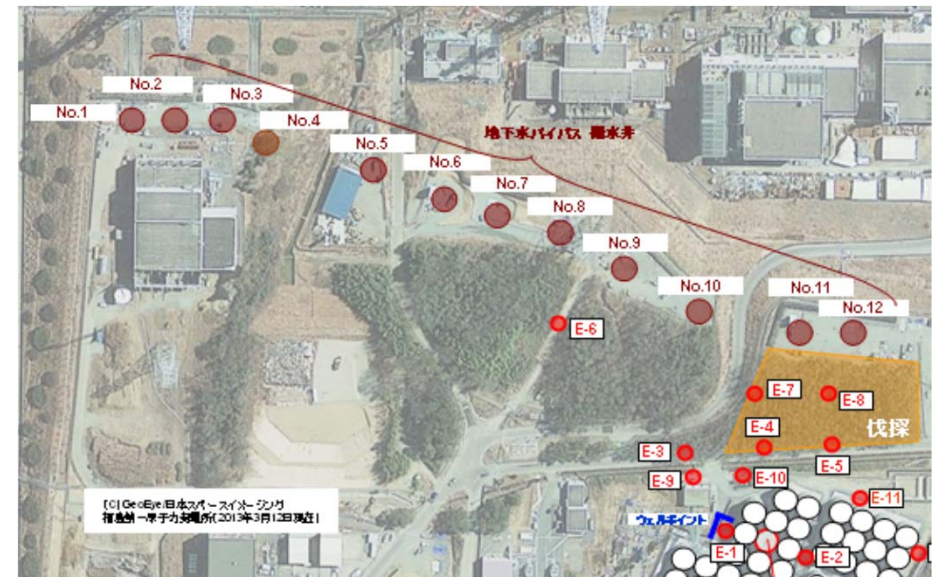 No.1
No.2
No.3
No.4
No.5
No.6
No.7
No.8
No.9
No.10
No.11
No.12
地下水バイパス 揚水井
E-6
E-7
E-8
E-4
伐採
E-3
E-5
E-9
E-10
E-11
ウェルポイント
E-1
E-2
(C)GeoEye/日本スペースイメージング
福島第一原子力発電所(2013年3月12日現在)